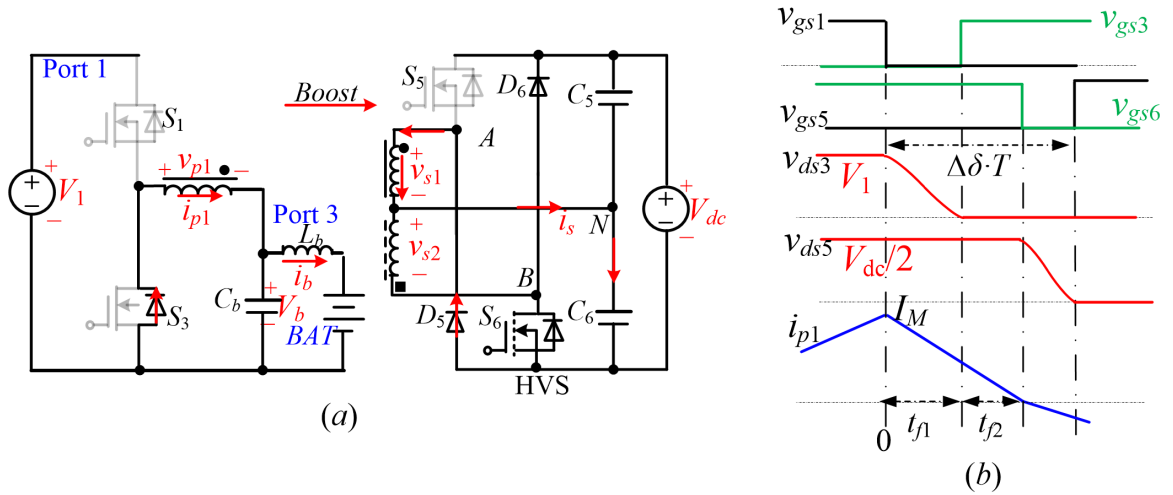 Port 1
S1
V1
+
−
+ vp1 −
ip1
Port 3
Lb
ib
S3
Cb
+
Vb
−
BAT
Boost
S5
D6
C5
A
+
vs1
−
is
N
+
Vdc
−
+
vs2
−
B
D5
S6
C6
HVS
(a)
vgs1
vgs3
vgs5
vgs6
Δδ·T
vds3
V1
vds5
Vdc/2
ip1
IM
0
tf1
tf2
(b)